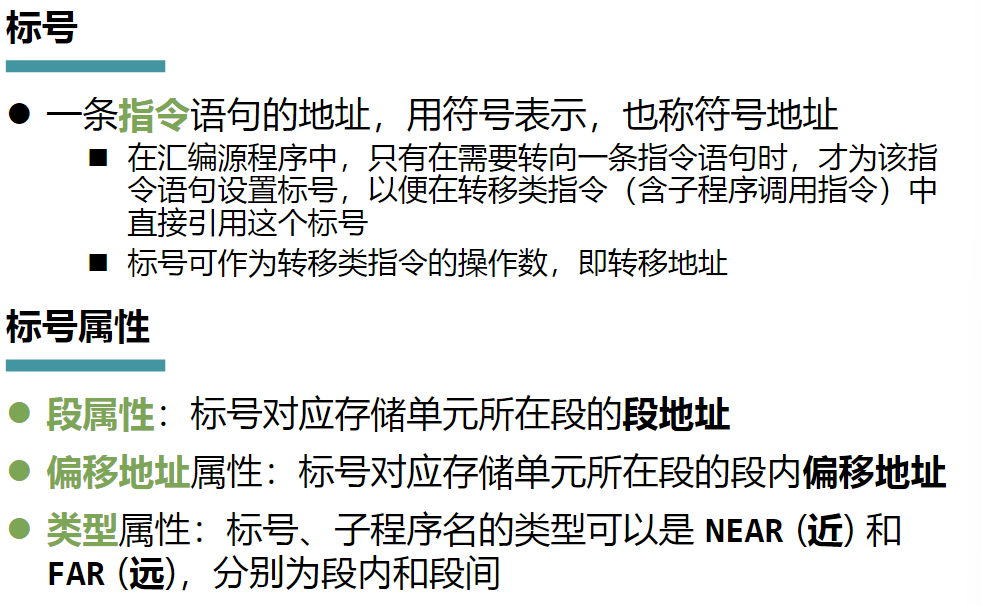 标号
一条指令语句的地址，用符号表示，也称符号地址
在汇编源程序中，只有在需要转向一条指令语句时，才为该指
令语句设置标号，以便在转移类指令（含子程序调用指令）中
直接引用这个标号
标号可作为转移类指令的操作数，即转移地址
标号属性
段属性：标号对应存储单元所在段的段地址
偏移地址属性：标号对应存储单元所在段的段内偏移地址
类型属性：标号、子程序名的类型可以是 NEAR (近) 和
FAR (远)，分别为段内和段间